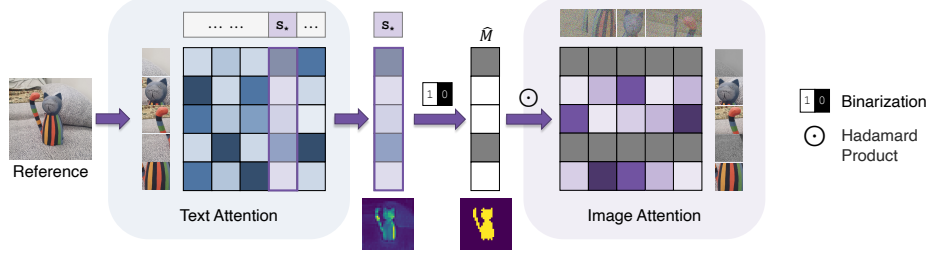 ... ... S⋆ ...
S⋆
M̂
1 0
1 0 Binarization
⊙ Hadamard
Product
Reference
Text Attention
Image Attention